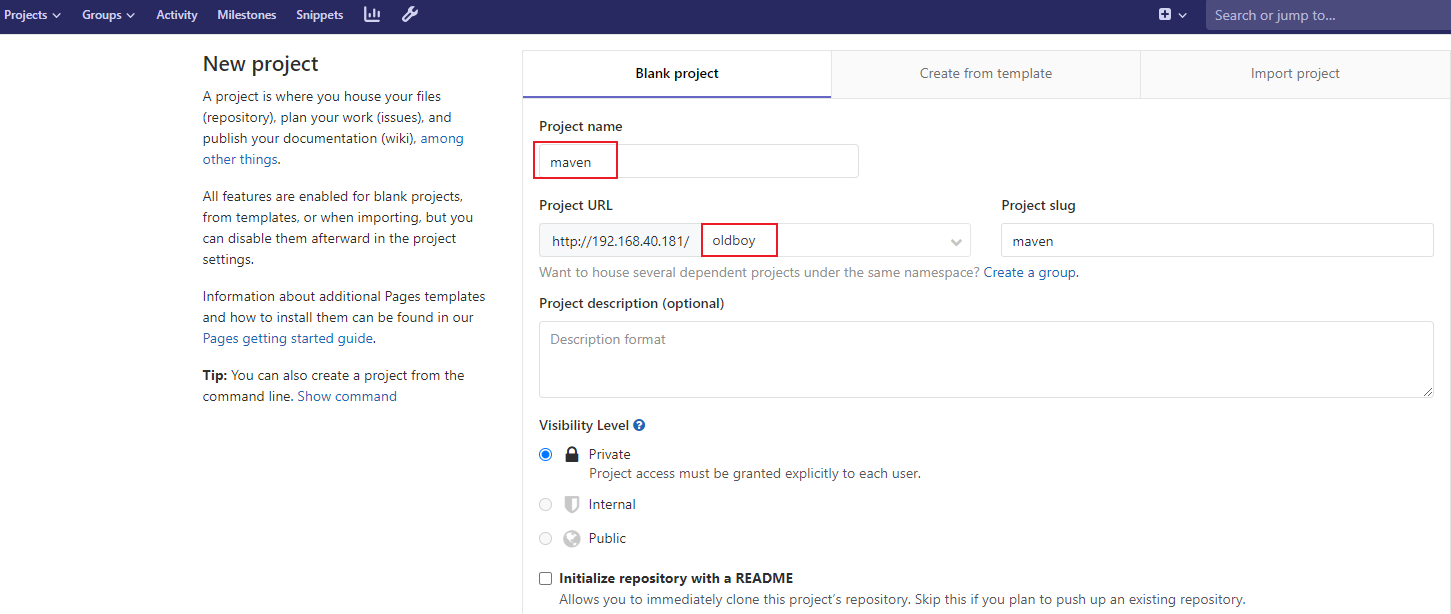 Projects Groups Activity Milestones Snippets Search or jump to...
New project
A project is where you house your files
(repository), plan your work (issues), and
publish your documentation (wiki), among
other things.
All features are enabled for blank projects,
from templates, or when importing, but you
can disable them afterward in the project
settings.
Information about additional Pages templates
and how to install them can be found in our
Pages getting started guide.
Tip: You can also create a project from the
command line. Show command
Blank project Create from template Import project
Project name
maven
Project URL Project slug
http://192.168.40.181/ oldboy maven
Want to house several dependent projects under the same namespace? Create a group.
Project description (optional)
Description format
Visibility Level ?
Private
Project access must be granted explicitly to each user.
Internal
Public
Initialize repository with a README
Allows you to immediately clone this project's repository. Skip this if you plan to push up an existing repository.